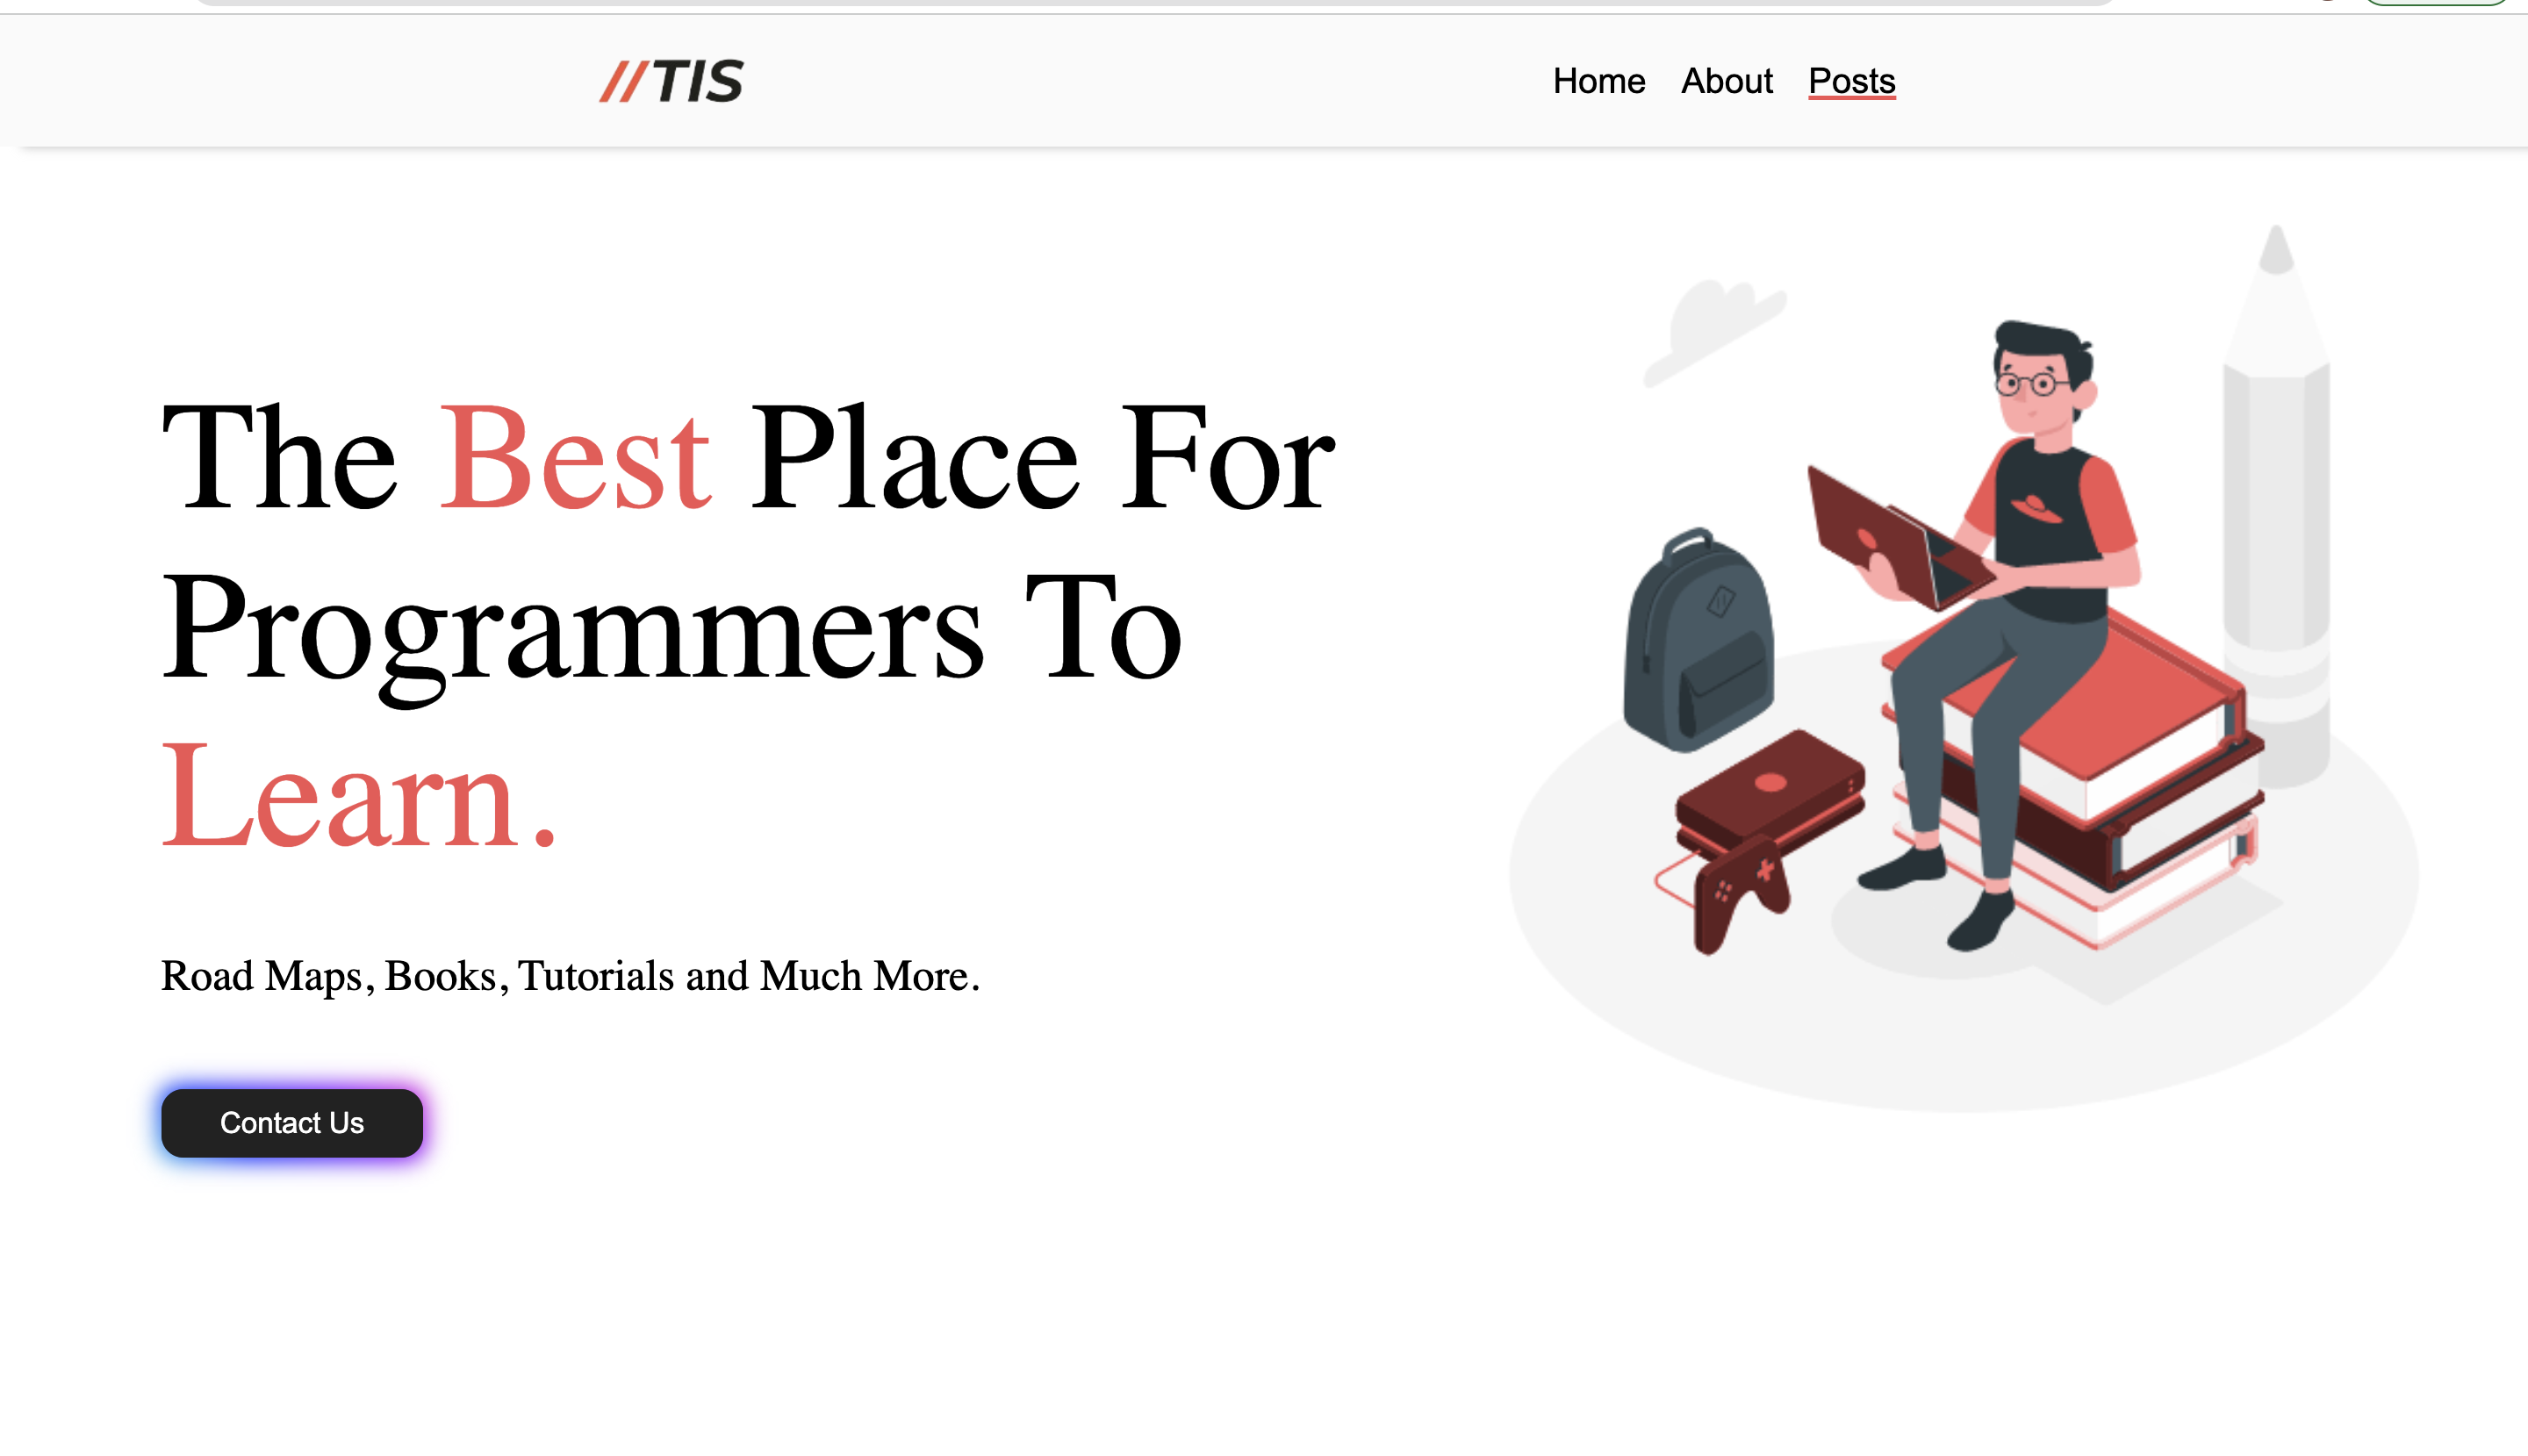 //TIS
Home About Posts
The Best Place For
Programmers To
Learn.
Road Maps, Books, Tutorials and Much More.
Contact Us